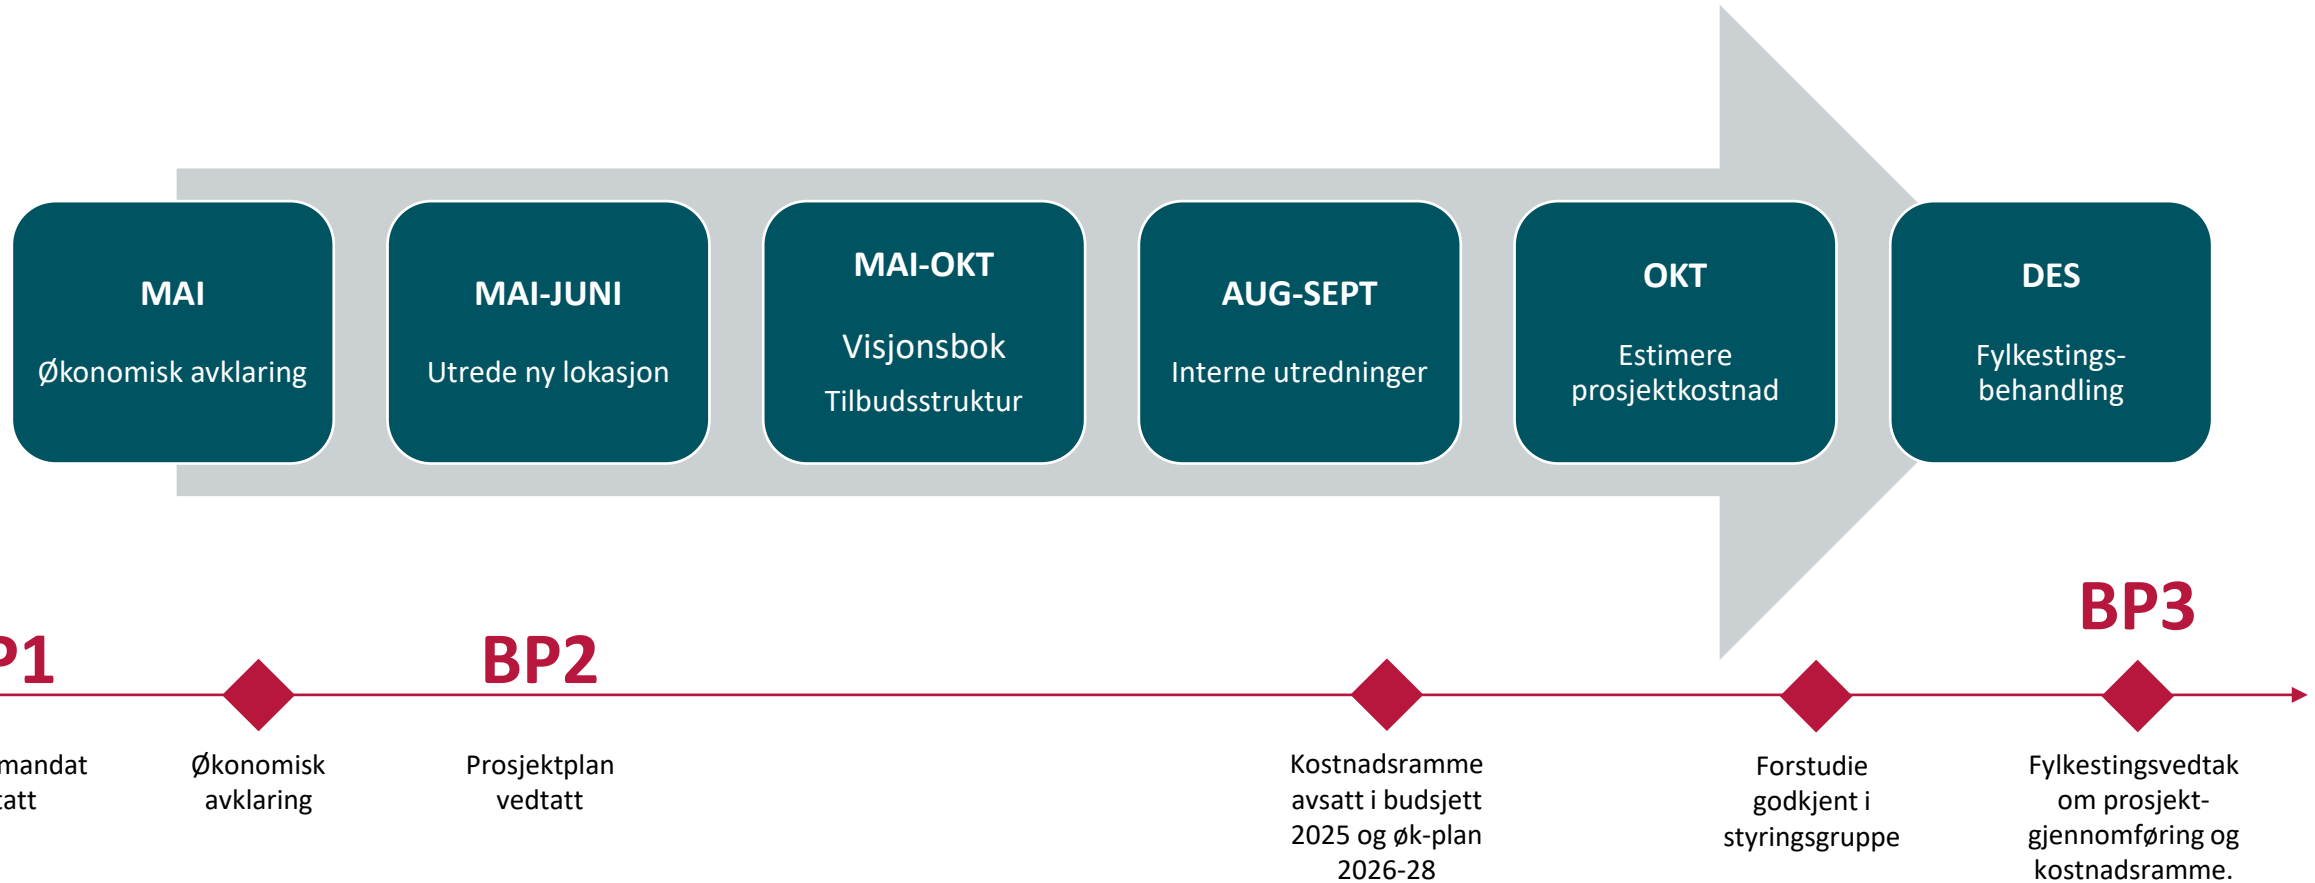 MAI
Økonomisk avklaring
MAI-JUNI
Utrede ny lokasjon
MAI-OKT
Visjonsbok
Tilbudsstruktur
AUG-SEPT
Interne utredninger
OKT
Estimere
prosjektkostnad
DES
Fylkestings-
behandling
P1
BP2
BP3
mandat
tatt
Økonomisk
avklaring
Prosjektplan
vedtatt
Kostnadsramme
avsatt i budsjett
2025 og øk-plan
2026-28
Forstudie
godkjent i
styringsgruppe
Fylkestingsvedtak
om prosjekt-
gjennomføring og
kostnadsramme.